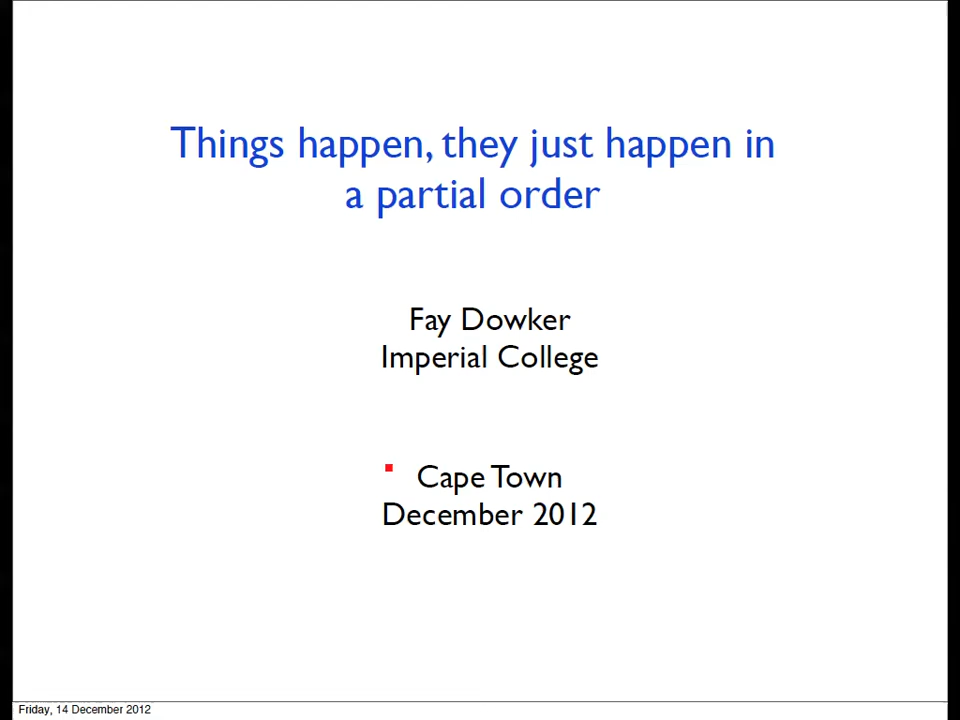 Things happen, they just happen in
a partial order
Fay Dowker
Imperial College
Cape Town
December 2012
Friday, 14 December 2012